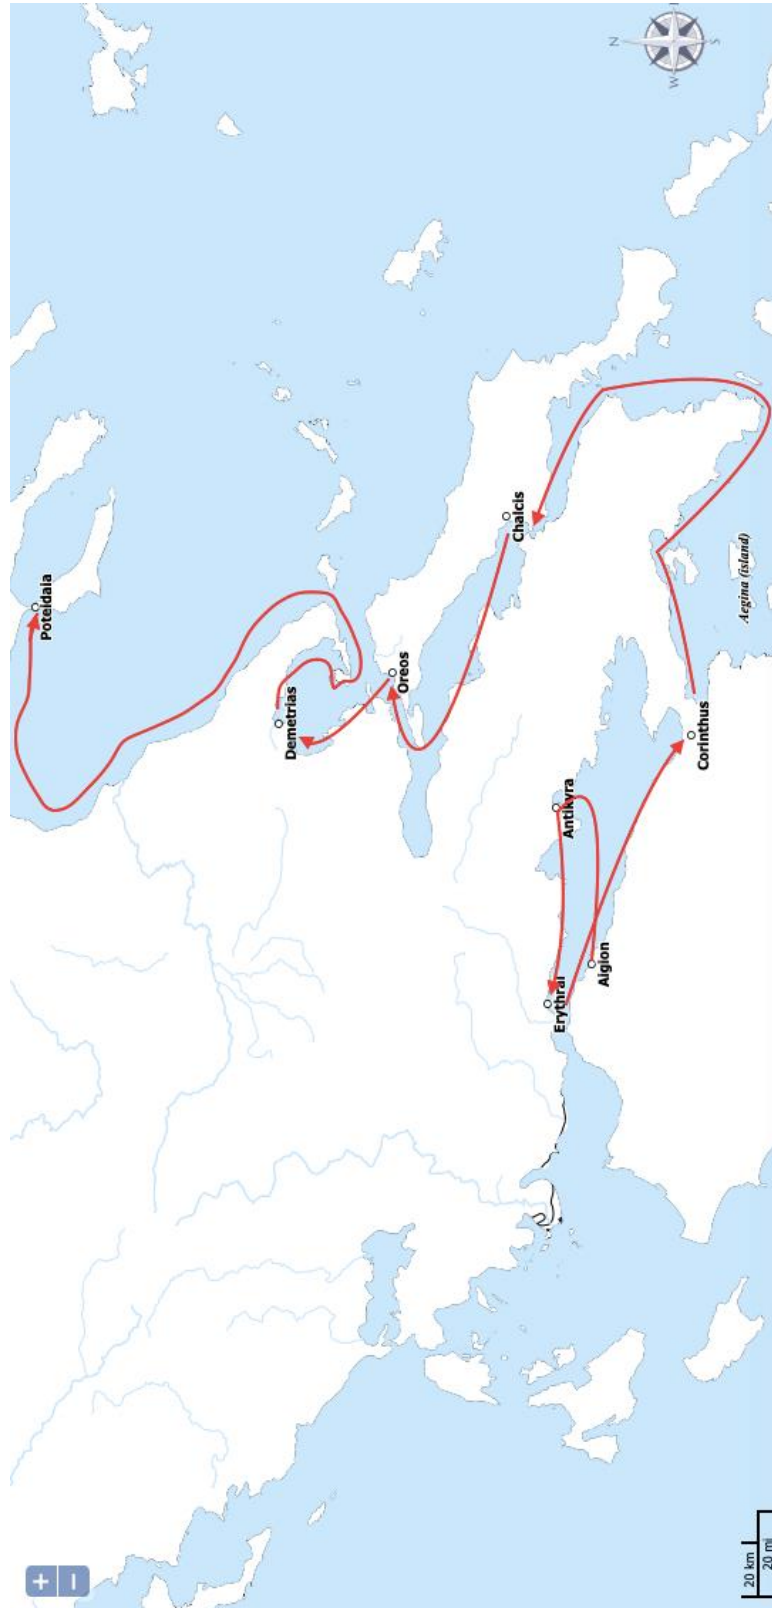 +
−
N
S
W
Poteidaia
Demetrias
Oreos
Chalcis
Antikyra
Erythrai
Aigion
Corinthus
Aegina (island)
20 km
20 mi